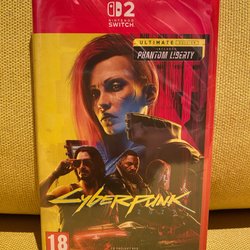 2
NINTENDO
SWITCH
ULTIMATE EDITION
PHANTOM LIBERTY
Cyberpunk
18